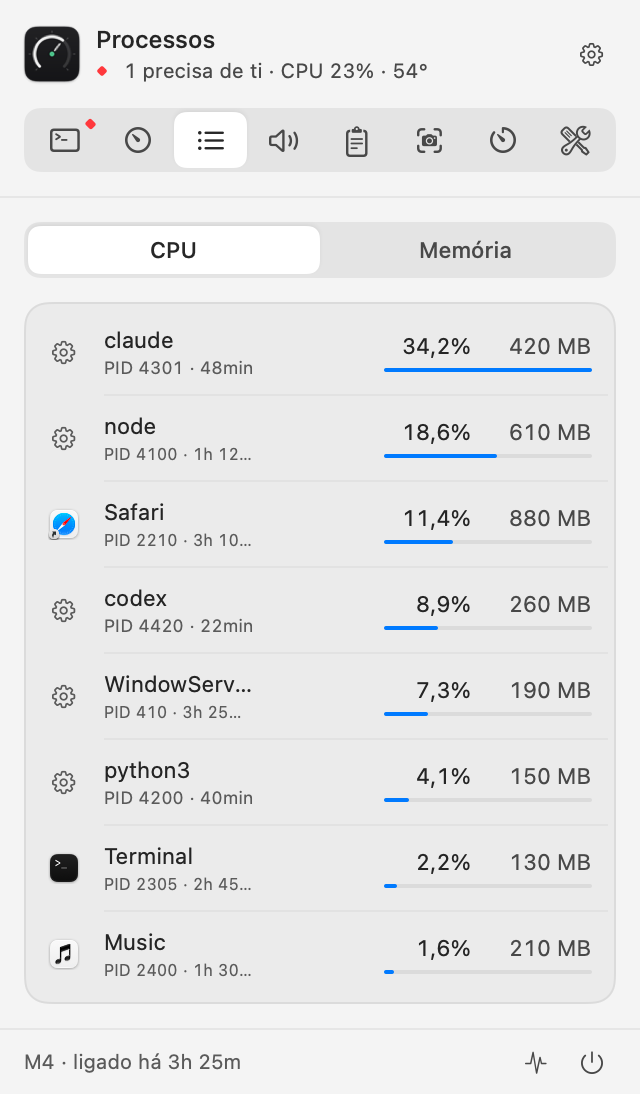 Processos
1 precisa de ti · CPU 23% · 54°
CPU
Memória
claude
34,2%
420 MB
PID 4301 · 48min
node
18,6%
610 MB
PID 4100 · 1h 12...
Safari
11,4%
880 MB
PID 2210 · 3h 10...
codex
8,9%
260 MB
PID 4420 · 22min
WindowServ...
7,3%
190 MB
PID 410 · 3h 25...
python3
4,1%
150 MB
PID 4200 · 40min
Terminal
2,2%
130 MB
PID 2305 · 2h 45...
Music
1,6%
210 MB
PID 2400 · 1h 30...
M4 · ligado há 3h 25m